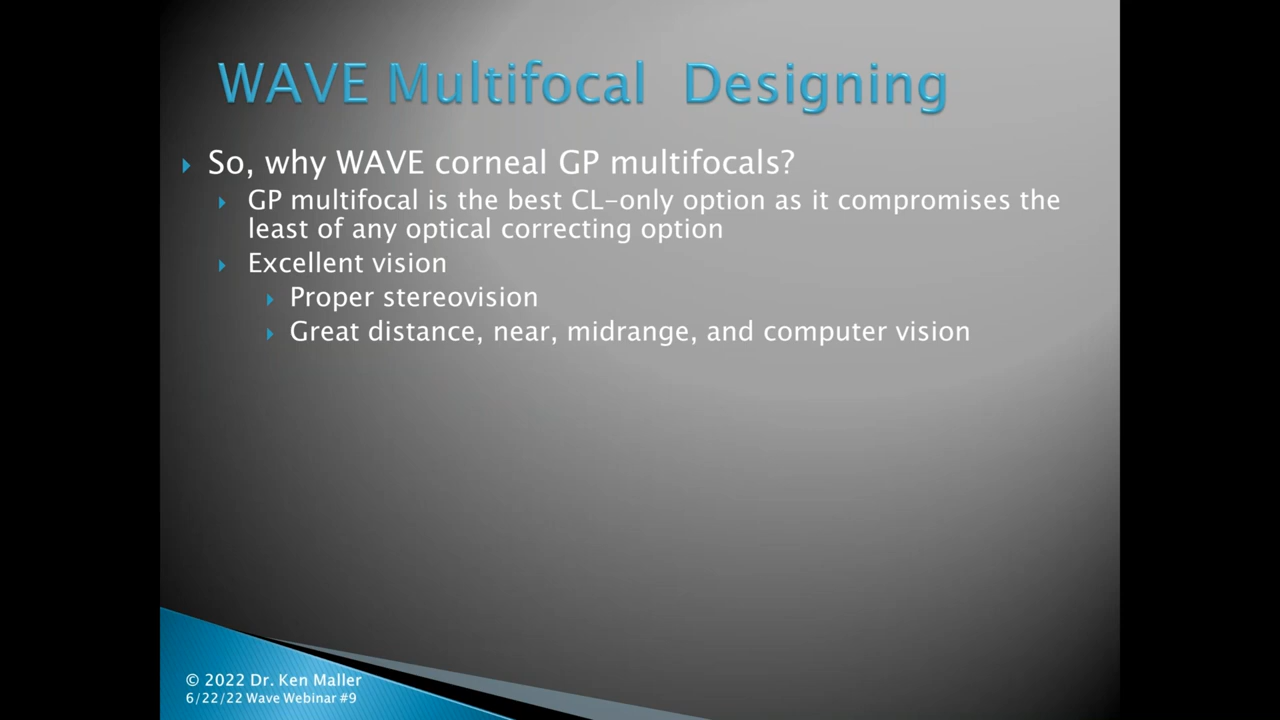 WAVE Multifocal Designing
So, why WAVE corneal GP multifocals?
GP multifocal is the best CL-only option as it compromises the
least of any optical correcting option
Excellent vision
Proper stereovision
Great distance, near, midrange, and computer vision
© 2022 Dr. Ken Maller
6/22/22 Wave Webinar #9